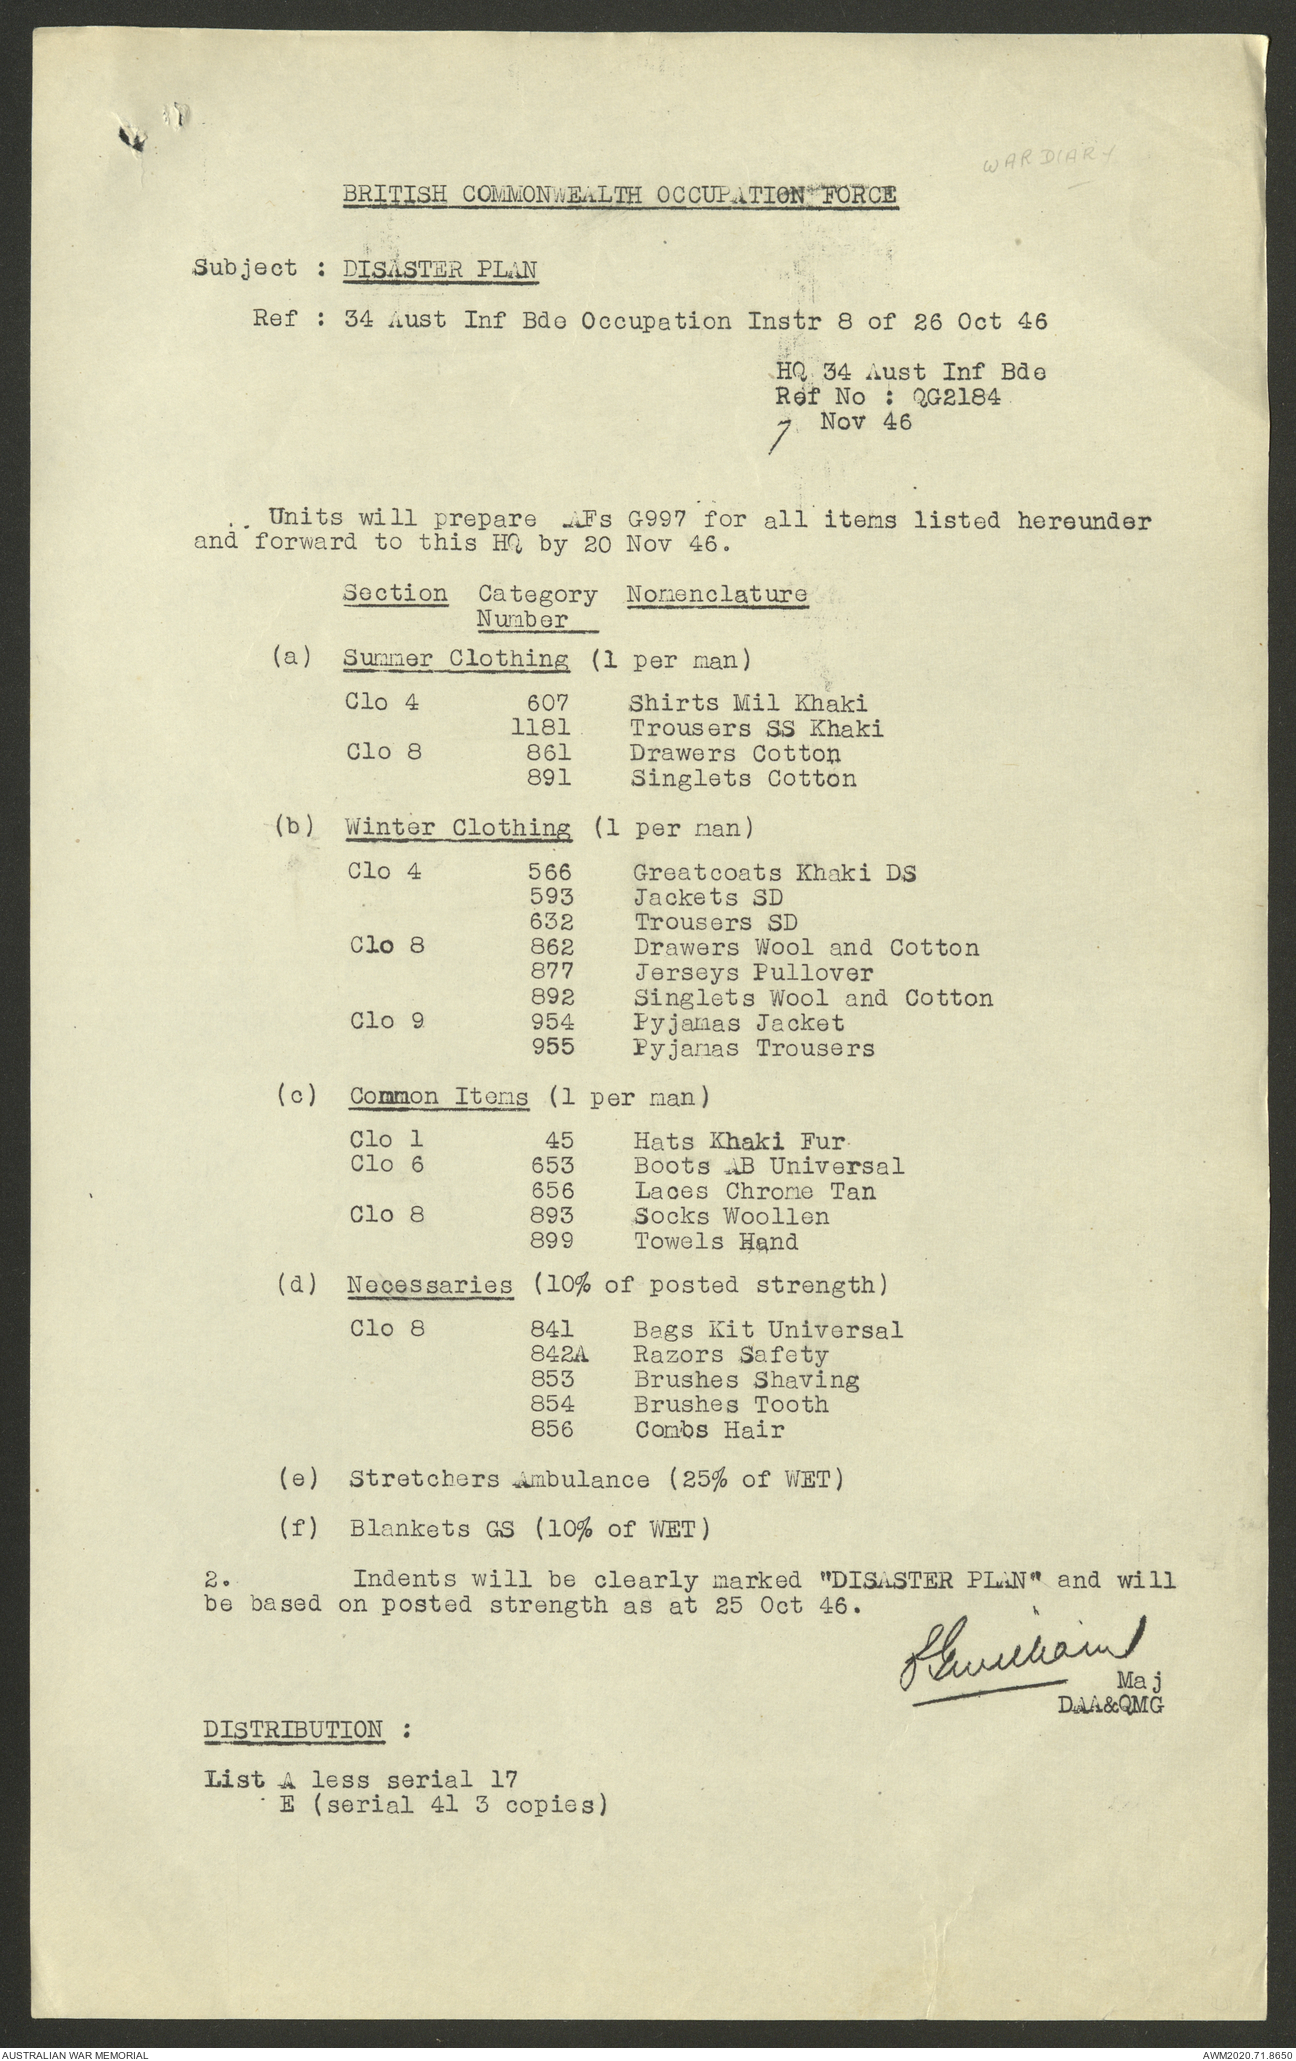 WAR DIARY
BRITISH COMMONWEALTH OCCUPATION FORCE
Subject : DISASTER PLAN
Ref : 34 Aust Inf Bde Occupation Instr 8 of 26 Oct 46
HQ 34 Aust Inf Bde
Ref No : QG2184
7 Nov 46
Units will prepare AFs G997 for all items listed hereunder
and forward to this HQ by 20 Nov 46.
Section Category Nomenclature
Number
(a) Summer Clothing (1 per man)
Clo 4 607 Shirts Mil Khaki
1181 Trousers SS Khaki
Clo 8 861 Drawers Cotton
891 Singlets Cotton
(b) Winter Clothing (1 per man)
Clo 4 566 Greatcoats Khaki DS
593 Jackets SD
632 Trousers SD
Clo 8 862 Drawers Wool and Cotton
877 Jerseys Pullover
892 Singlets Wool and Cotton
Clo 9 954 Pyjamas Jacket
955 Pyjamas Trousers
(c) Common Items (1 per man)
Clo 1 45 Hats Khaki Fur
Clo 6 653 Boots AB Universal
656 Laces Chrome Tan
Clo 8 893 Socks Woollen
899 Towels Hand
(d) Necessaries (10% of posted strength)
Clo 8 841 Bags Kit Universal
842A Razors Safety
853 Brushes Shaving
854 Brushes Tooth
856 Combs Hair
(e) Stretchers Ambulance (25% of WET)
(f) Blankets GS (10% of WET)
2. Indents will be clearly marked "DISASTER PLAN" and will
be based on posted strength as at 25 Oct 46.
Maj
DAA&QMG
DISTRIBUTION :
List A less serial 17
E (serial 41 3 copies)
AUSTRALIAN WAR MEMORIAL AWM2020.71.8650